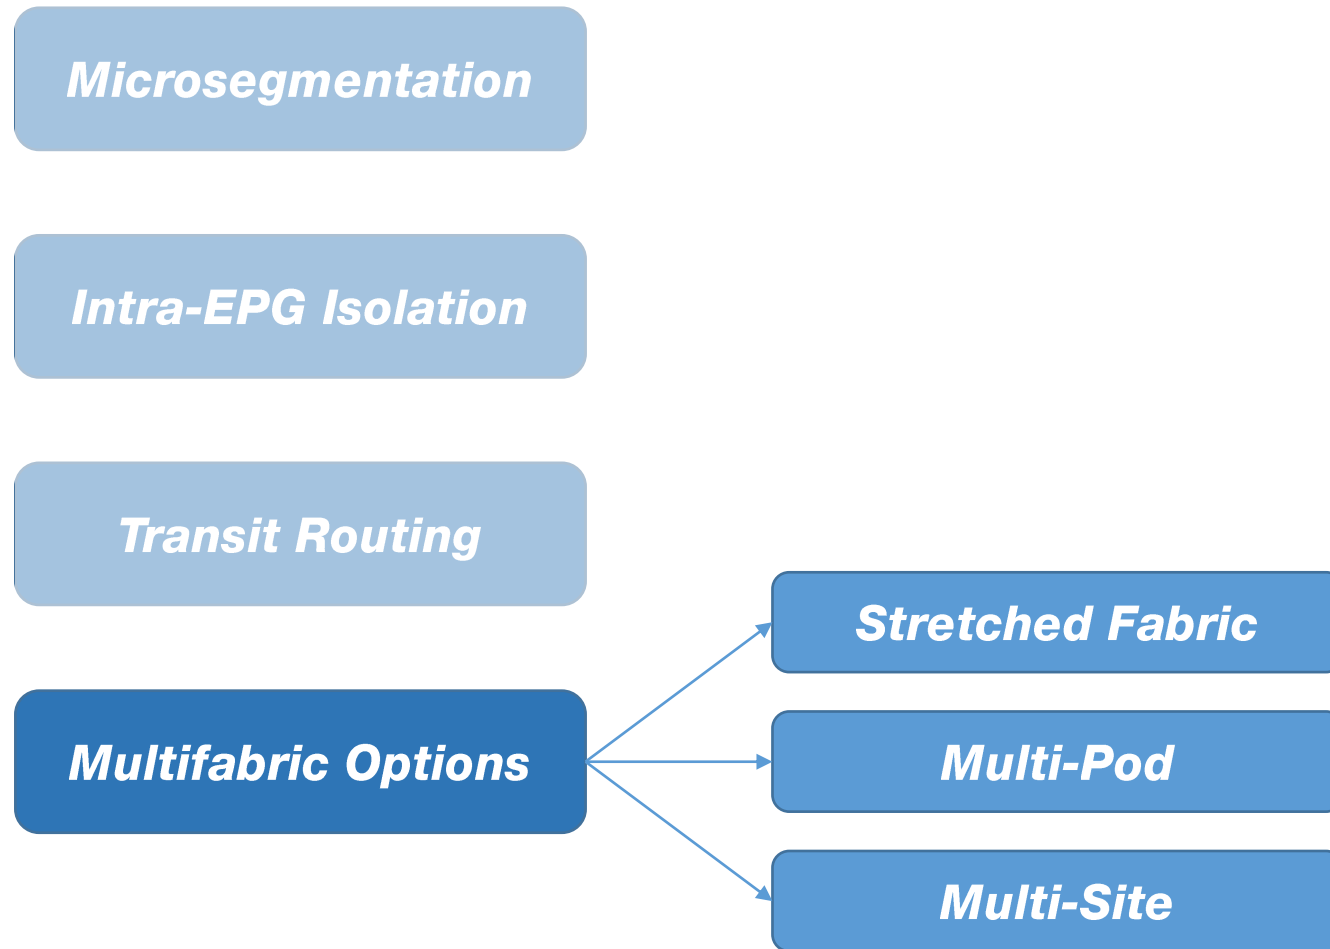 Microsegmentation
Intra-EPG Isolation
Transit Routing
Multifabric Options
Stretched Fabric
Multi-Pod
Multi-Site